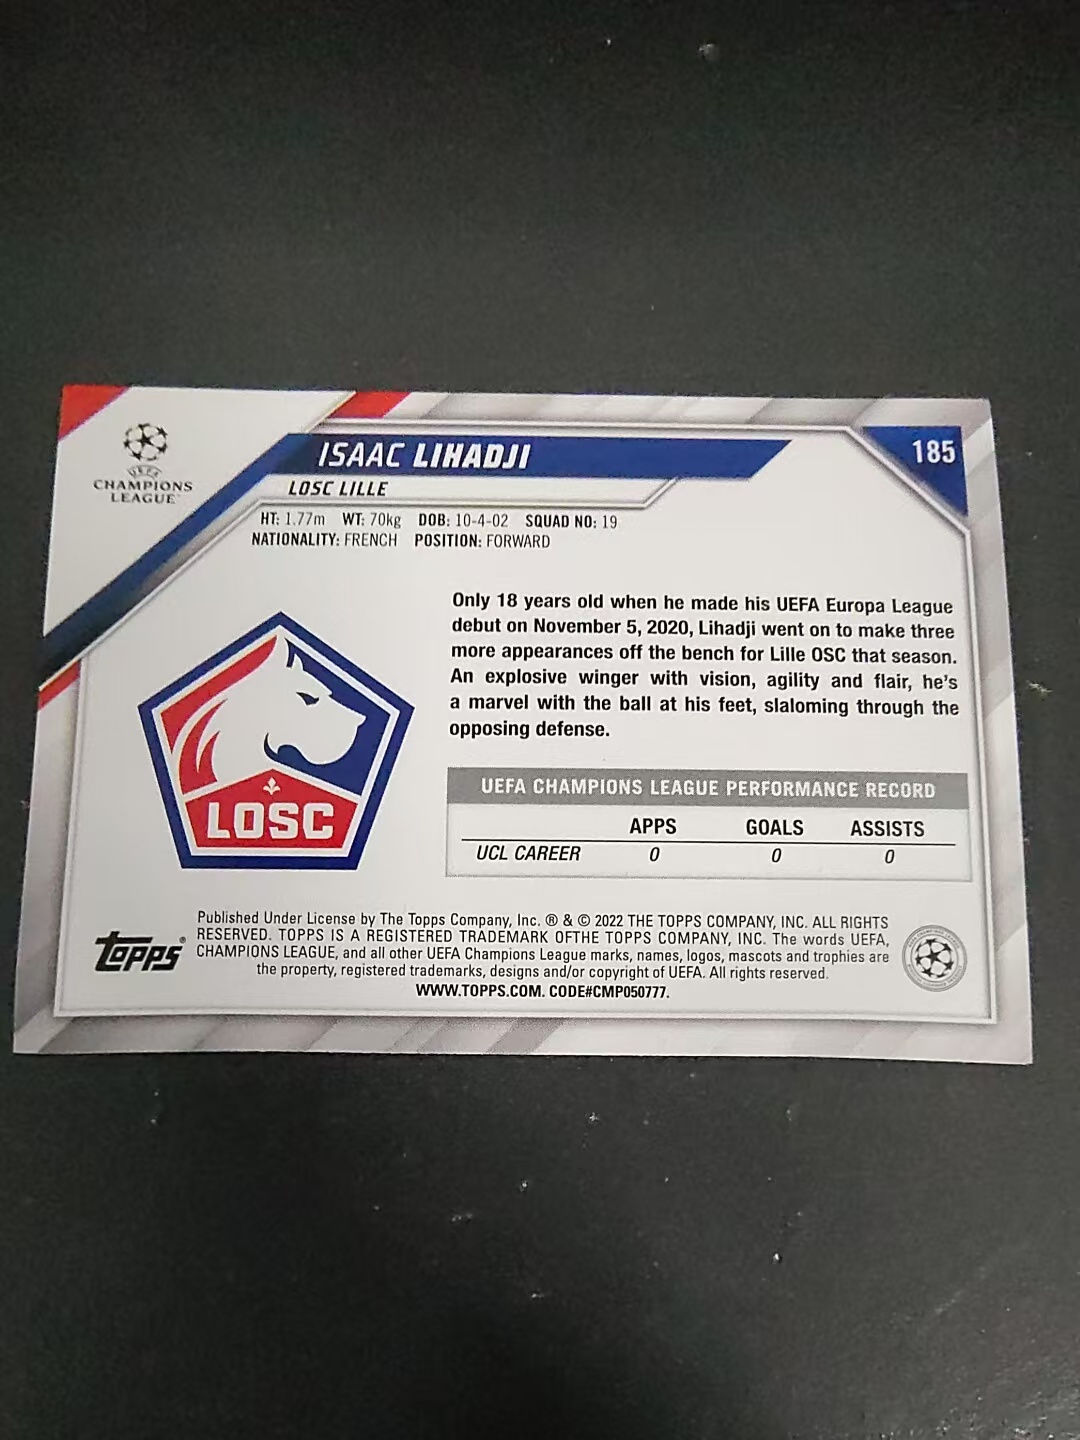 UEFA
CHAMPIONS
LEAGUE
ISAAC LIHADJI
185
LOSC LILLE
HT: 1.77m WT: 70kg DOB: 10-4-02 SQUAD NO: 19
NATIONALITY: FRENCH POSITION: FORWARD
Only 18 years old when he made his UEFA Europa League
debut on November 5, 2020, Lihadji went on to make three
more appearances off the bench for Lille OSC that season.
An explosive winger with vision, agility and flair, he's
a marvel with the ball at his feet, slaloming through the
opposing defense.
LOSC
UEFA CHAMPIONS LEAGUE PERFORMANCE RECORD
APPS GOALS ASSISTS
UCL CAREER 0 0 0
Topps®
Published Under License by The Topps Company, Inc. ® & © 2022 THE TOPPS COMPANY, INC. ALL RIGHTS
RESERVED. TOPPS IS A REGISTERED TRADEMARK OFTHE TOPPS COMPANY, INC. The words UEFA,
CHAMPIONS LEAGUE, and all other UEFA Champions League marks, names, logos, mascots and trophies are
the property, registered trademarks, designs and/or copyright of UEFA. All rights reserved.
WWW.TOPPS.COM. CODE#CMP050777.